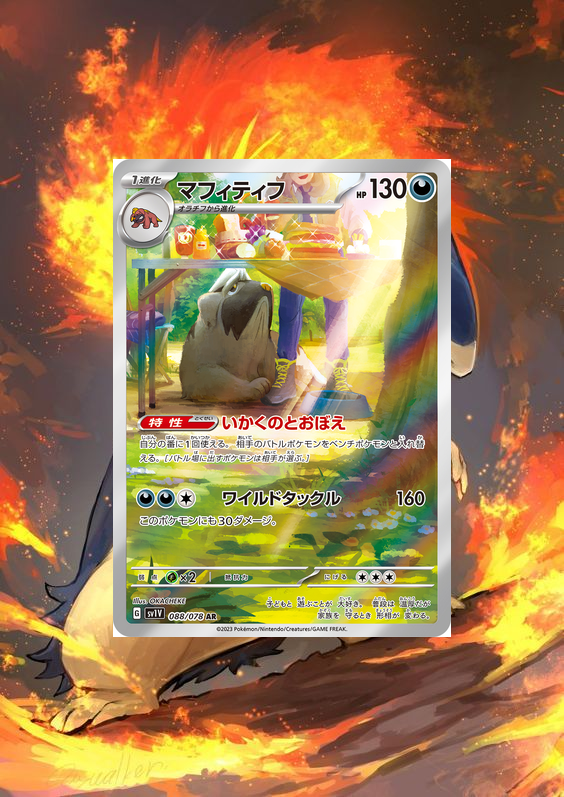 1進化
マフィティフ
HP 130
オラチフから進化
特性 とくせい いかくのとおぼえ
自分の番に1回使える。相手のバトルポケモンをベンチポケモンと入れ替
える。[バトル場に出すポケモンは相手が選ぶ。]
ワイルドタックル 160
このポケモンにも30ダメージ。
弱点 ×2 抵抗力 にげる
Illus. OKACHEKE
子どもと 遊ぶことが 大好き。 普段は 温厚だが
G sv1V 088/078 AR
家族を 守るとき 形相が 変わる。
©2023 Pokémon/Nintendo/Creatures/GAME FREAK.